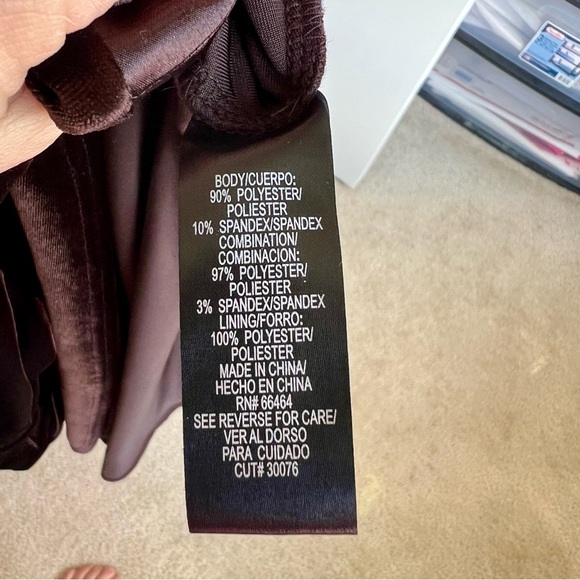 BODY/CUERPO:
90% POLYESTER/
POLIESTER
10% SPANDEX/SPANDEX
COMBINATION/
COMBINACION:
97% POLYESTER/
POLIESTER
3% SPANDEX/SPANDEX
LINING/FORRO:
100% POLYESTER/
POLIESTER
MADE IN CHINA/
HECHO EN CHINA
RN# 66464
SEE REVERSE FOR CARE/
VER AL DORSO
PARA CUIDADO
CUT# 30076